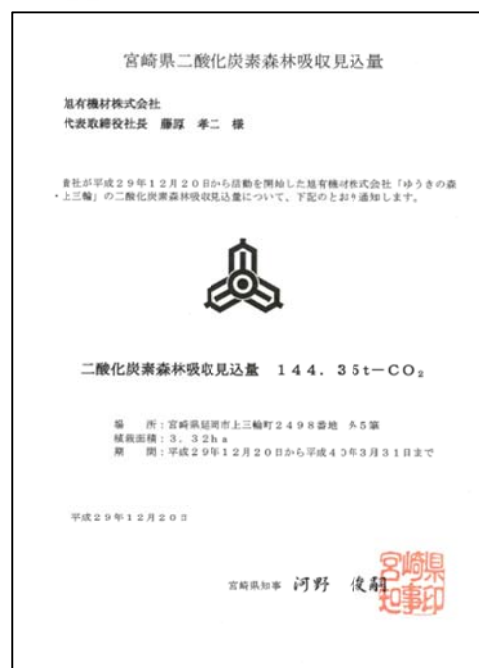 宮崎県二酸化炭素森林吸収見込量
旭有機材株式会社
代表取締役社長 藤原 孝二 様
貴社が平成29年12月20日から活動を開始した旭有機材株式会社「ゆうきの森
・上三輪」の二酸化炭素森林吸収見込量について、下記のとおり通知します。
二酸化炭素森林吸収見込量 144.35t-CO₂
場 所:宮崎県延岡市上三輪町2498番地 外5筆
植栽面積:3.32ha
期 間:平成29年12月20日から平成40年3月31日まで
平成29年12月20日
宮崎県知事 河野 俊嗣
宮崎県知事印